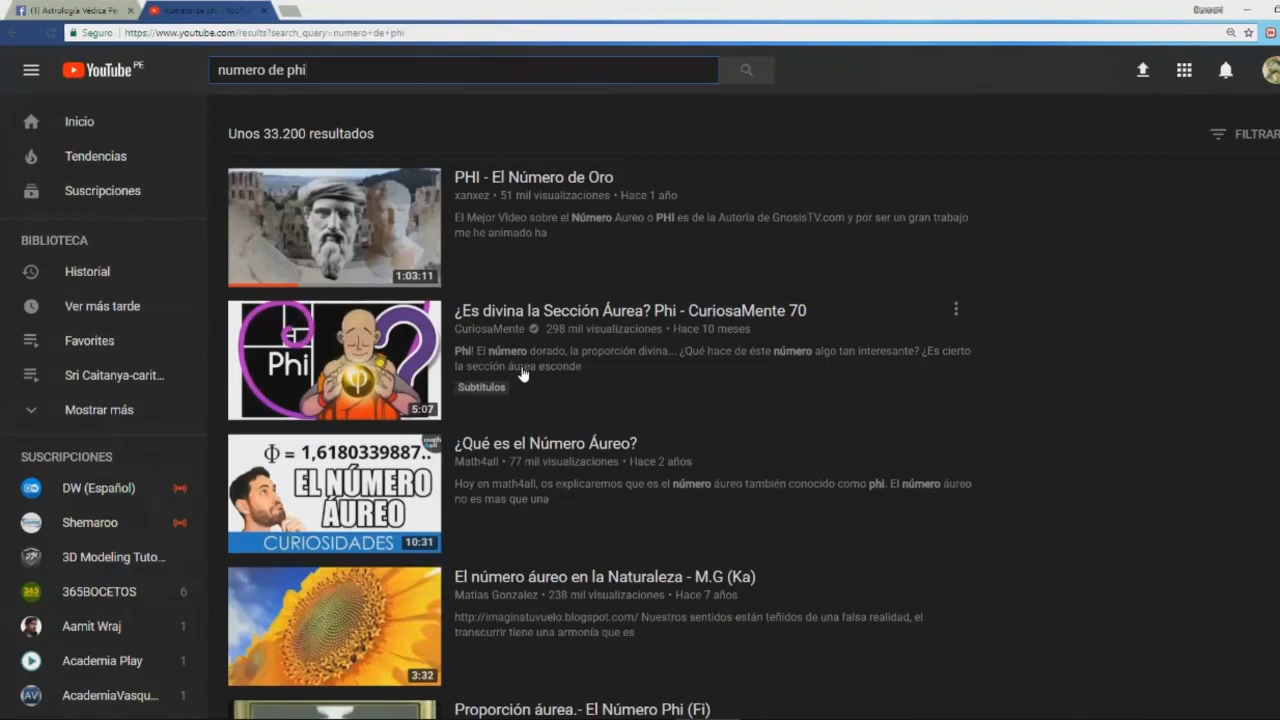 (1) Astrología Védica Pe
numero de phi - YouTu
Seguro
https://www.youtube.com/results?search_query=numero+de+phi
YouTube PE
numero de phi
Inicio
Tendencias
Suscripciones
BIBLIOTECA
Historial
Ver más tarde
Favorites
Sri Caitanya-carit...
Mostrar más
SUSCRIPCIONES
DW (Español)
Shemaroo
3D Modeling Tuto...
365BOCETOS 6
Aamit Wraj 1
Academia Play 1
AcademiaVasqu... 1
Unos 33.200 resultados
FILTRAR
1:03:11
PHI - El Número de Oro
xanxez • 51 mil visualizaciones • Hace 1 año
El Mejor Video sobre el Número Aureo o PHI es de la Autoria de GnosisTV.com y por ser un gran trabajo
me he animado ha
Phi
φ
5:07
¿Es divina la Sección Áurea? Phi - CuriosaMente 70
CuriosaMente 298 mil visualizaciones • Hace 10 meses
Phi! El número dorado, la proporción divina... ¿Qué hace de éste número algo tan interesante? ¿Es cierto
la sección áurea esconde
Subtítulos
math4all
Φ = 1,6180339887..
EL NÚMERO
ÁUREO
CURIOSIDADES
10:31
¿Qué es el Número Áureo?
Math4all • 77 mil visualizaciones • Hace 2 años
Hoy en math4all, os explicaremos que es el número áureo también conocido como phi. El número áureo
no es mas que una
3:32
El número áureo en la Naturaleza - M.G (Ka)
Matias Gonzalez • 238 mil visualizaciones • Hace 7 años
http://imaginatuvuelo.blogspot.com/ Nuestros sentidos están teñidos de una falsa realidad, el
transcurrir tiene una armonía que es
Proporción áurea.- El Número Phi (Fi)